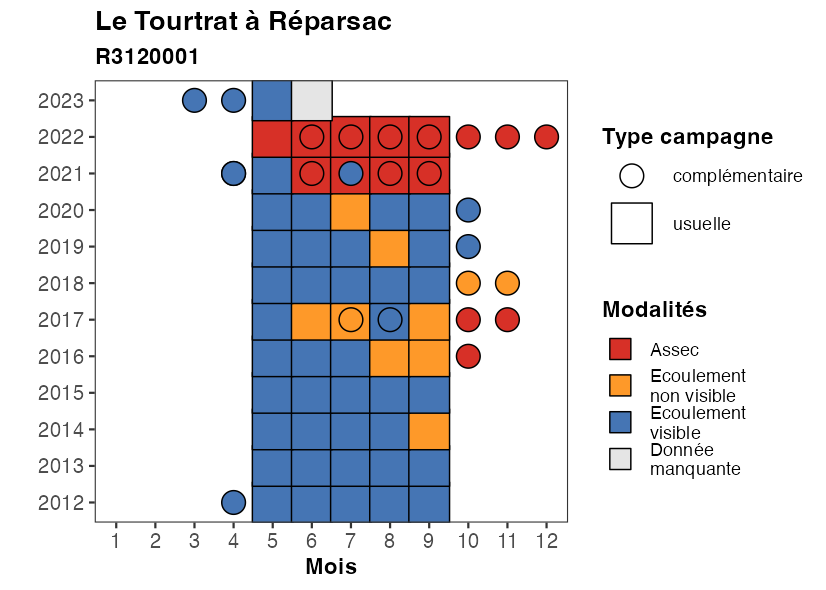 Le Tourtrat à Réparsac
R3120001
2023
2022
2021
2020
2019
2018
2017
2016
2015
2014
2013
2012
1 2 3 4 5 6 7 8 9 10 11 12
Mois
Type campagne
complémentaire
usuelle
Modalités
Assec
Ecoulement
non visible
Ecoulement
visible
Donnée
manquante